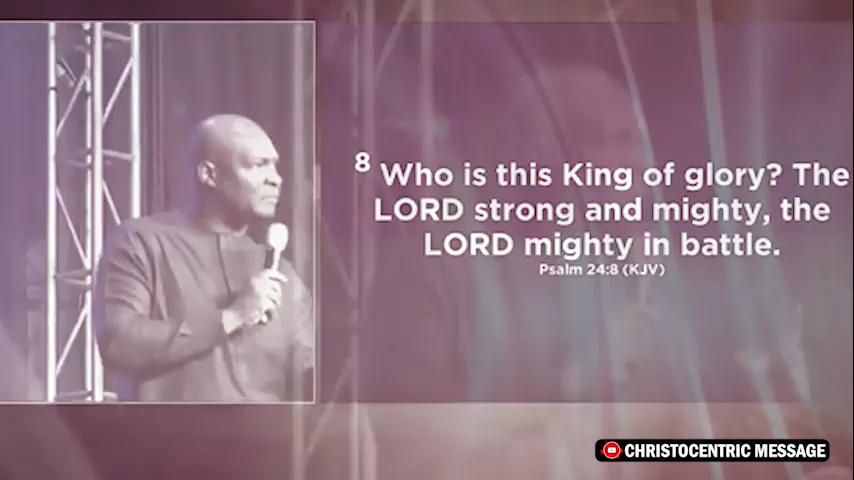 8 Who is this King of glory? The
LORD strong and mighty, the
LORD mighty in battle.
Psalm 24:8 (KJV)
CHRISTOCENTRIC MESSAGE